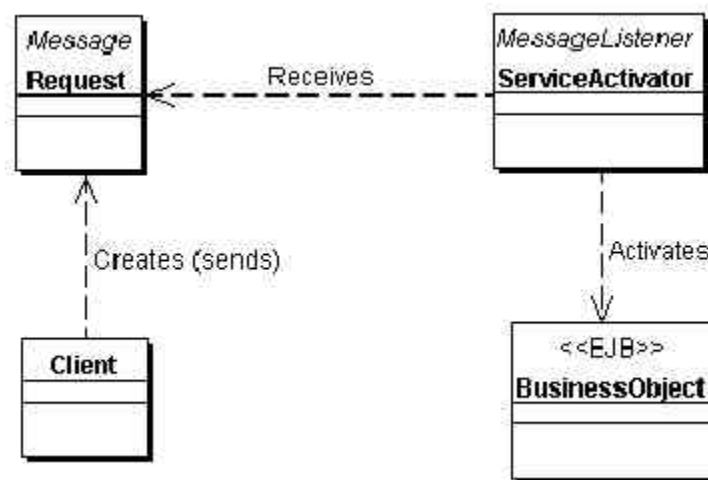 Message
Request
Receives
MessageListener
ServiceActivator
Creates (sends)
Activates
Client
<<EJB>>
BusinessObject